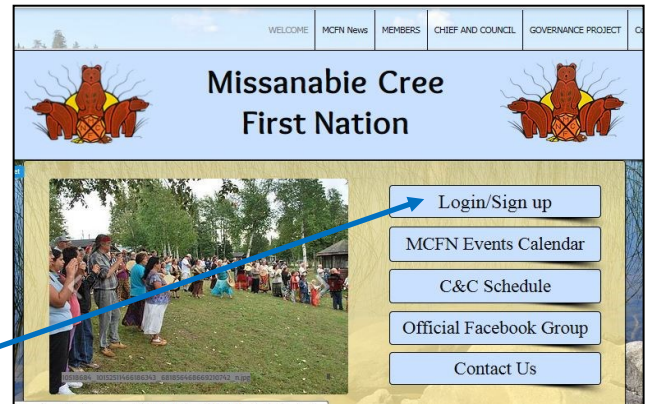 WELCOME MCFN News MEMBERS CHIEF AND COUNCIL GOVERNANCE PROJECT
Missanabie Cree
First Nation
Login/Sign up
MCFN Events Calendar
C&C Schedule
Official Facebook Group
Contact Us